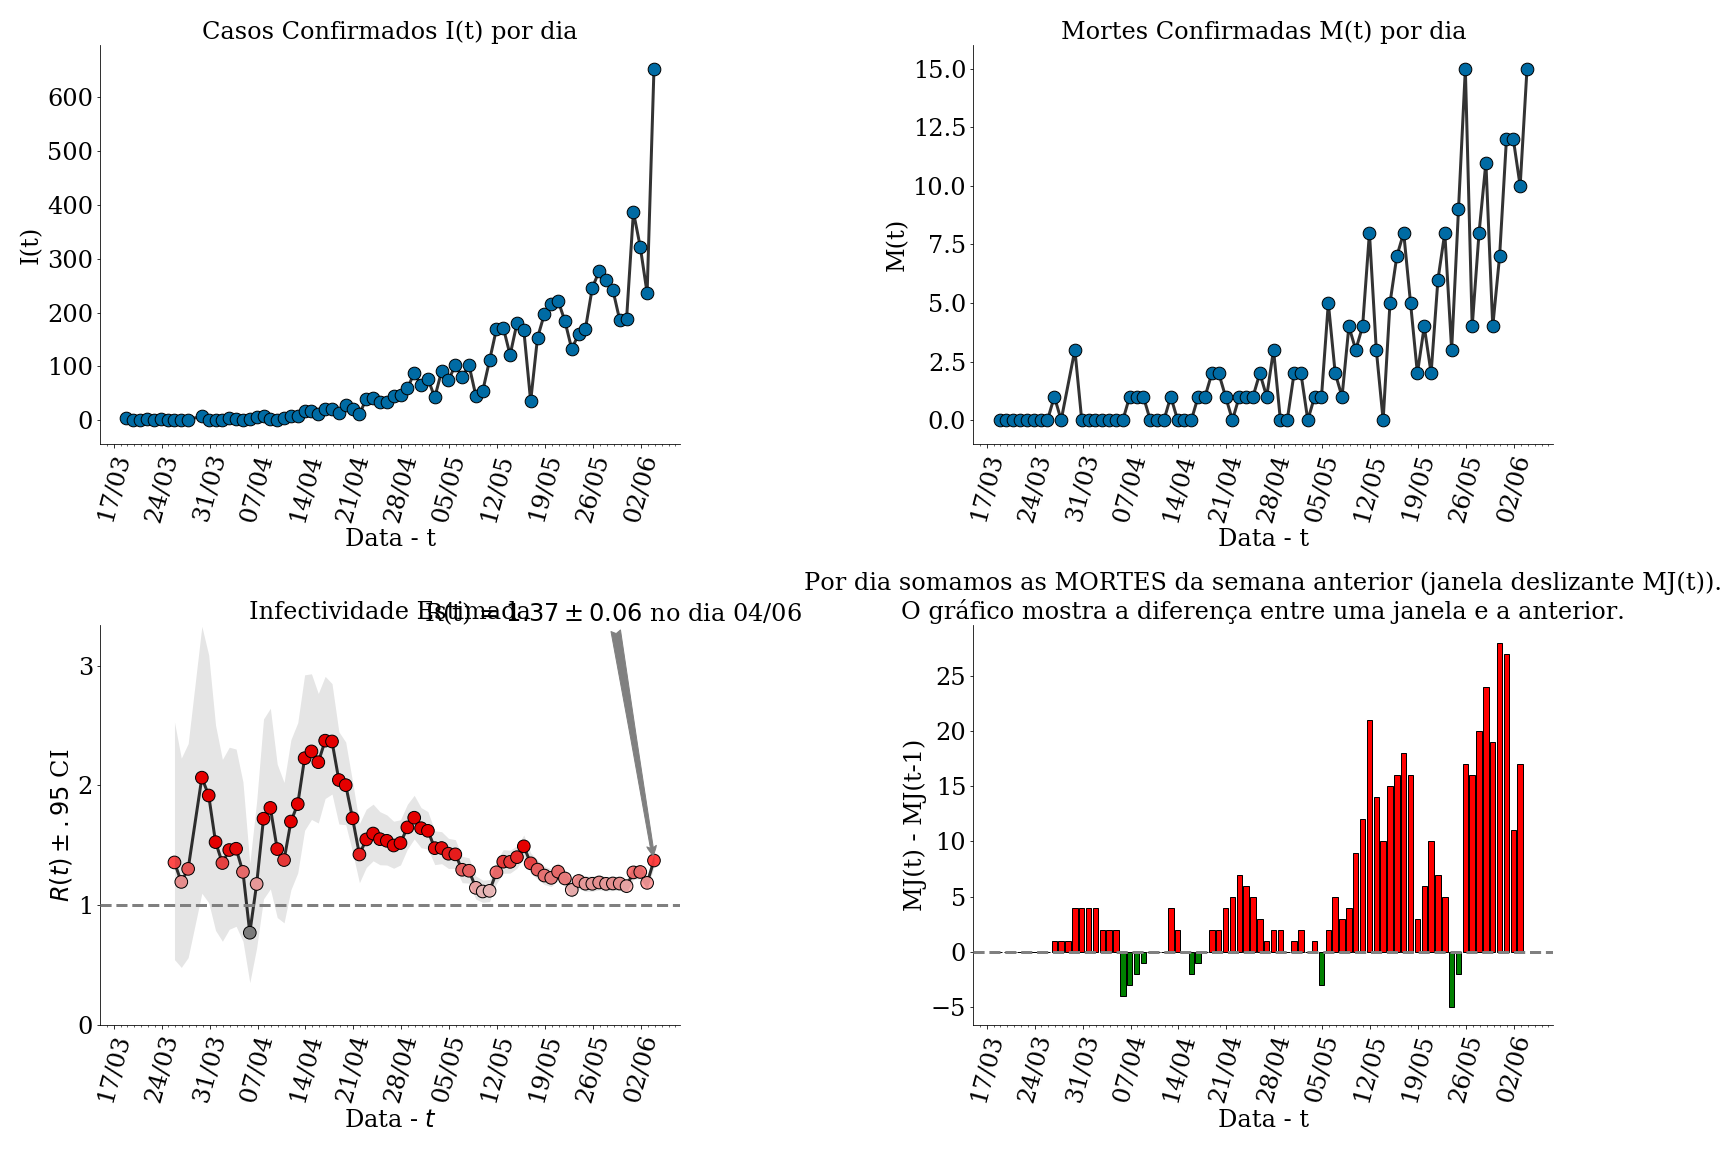 Casos Confirmados I(t) por dia
I(t)
600
500
400
300
200
100
0
17/03 24/03 31/03 07/04 14/04 21/04 28/04 05/05 12/05 19/05 26/05 02/06
Data - t
Mortes Confirmadas M(t) por dia
M(t)
15.0
12.5
10.0
7.5
5.0
2.5
0.0
17/03 24/03 31/03 07/04 14/04 21/04 28/04 05/05 12/05 19/05 26/05 02/06
Data - t
Infectividade Estimada
R(t) = 1.37 ± 0.06 no dia 04/06
R(t) ± .95 CI
3
2
1
0
17/03 24/03 31/03 07/04 14/04 21/04 28/04 05/05 12/05 19/05 26/05 02/06
Data - t
Por dia somamos as MORTES da semana anterior (janela deslizante MJ(t)).
O gráfico mostra a diferença entre uma janela e a anterior.
MJ(t) - MJ(t-1)
25
20
15
10
5
0
−5
17/03 24/03 31/03 07/04 14/04 21/04 28/04 05/05 12/05 19/05 26/05 02/06
Data - t